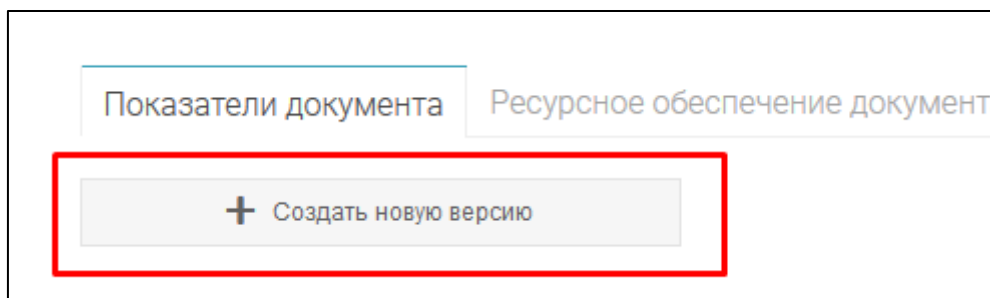 Показатели документа Ресурсное обеспечение документ
+ Создать новую версию